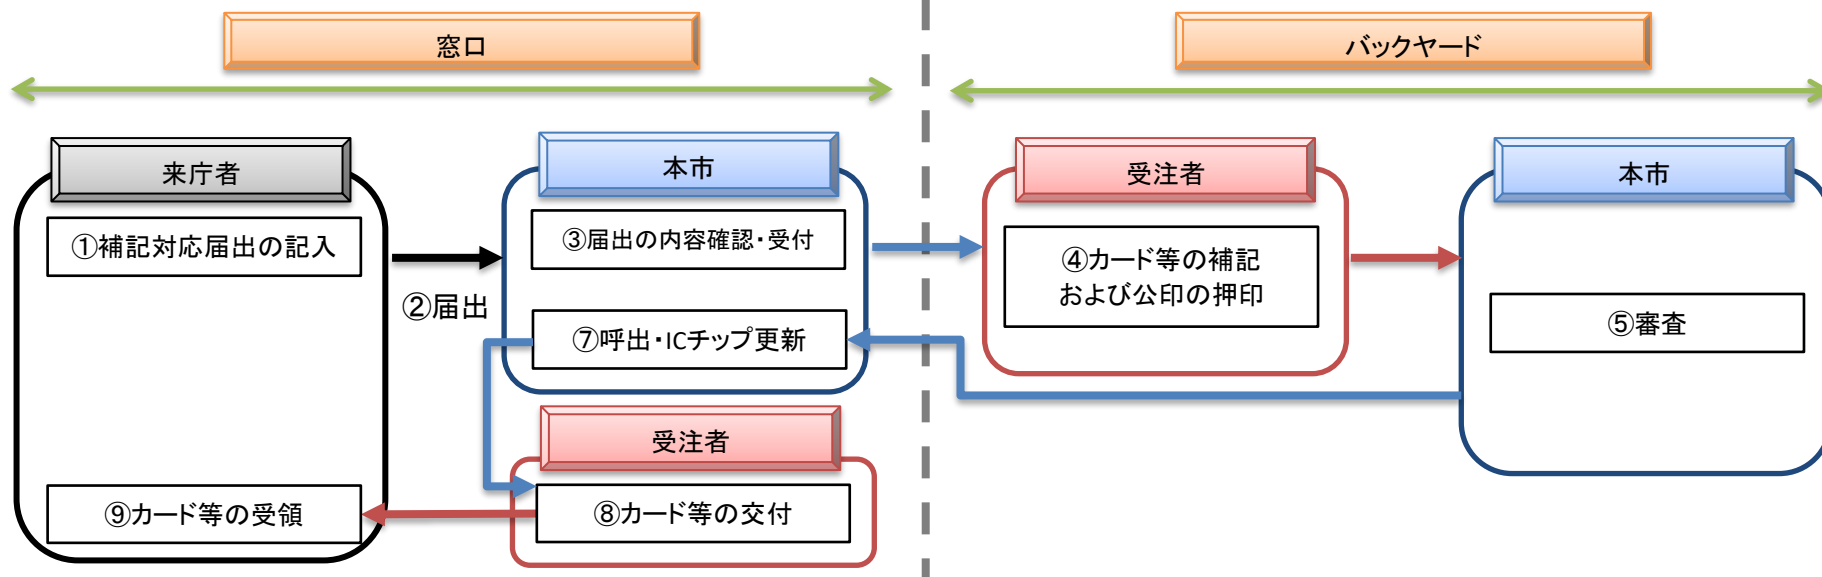 窓口
バックヤード
来庁者
本市
受注者
本市
①補記対応届出の記入
②届出
③届出の内容確認・受付
④カード等の補記
および公印の押印
⑤審査
⑦呼出・ICチップ更新
受注者
⑧カード等の交付
⑨カード等の受領